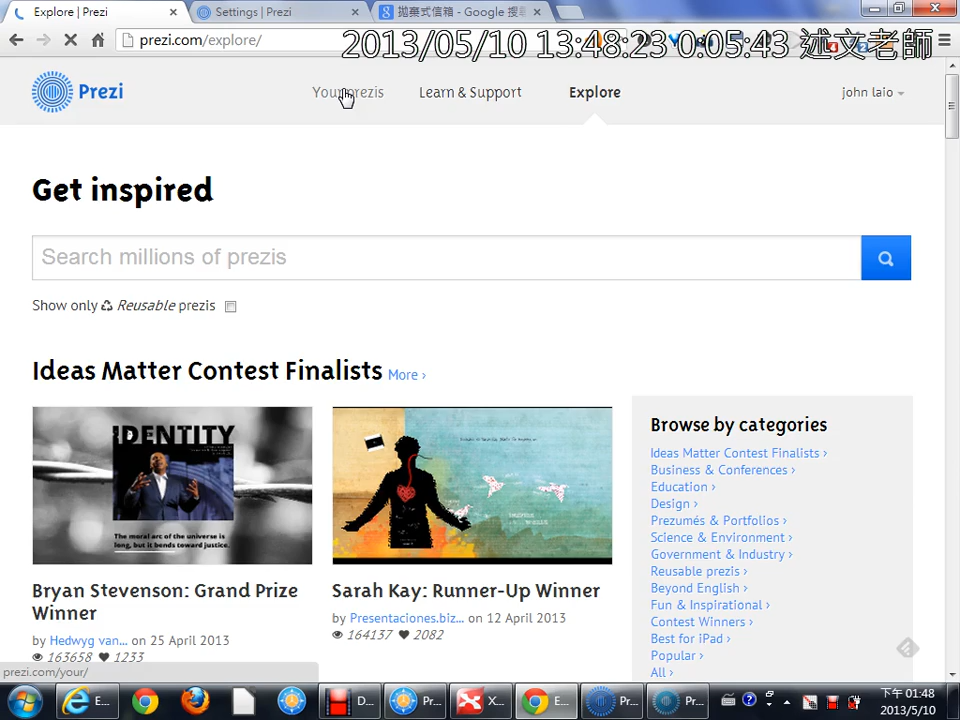 Explore | Prezi
Settings | Prezi
拋棄式信箱 - Google 搜尋
prezi.com/explore/
2013/05/10 13:48:23 0:05:43 述文老師
Prezi
Your prezis
Learn & Support
Explore
john laio
Get inspired
Search millions of prezis
Show only Reusable prezis
Ideas Matter Contest Finalists More ›
IDENTITY
The moral arc of the universe is
long, but it bends toward justice.
Bryan Stevenson: Grand Prize
Winner
by Hedwyg van... on 25 April 2013
163658 1233
Sarah Kay: Runner-Up Winner
by Presentaciones.biz... on 12 April 2013
164137 2082
Browse by categories
Ideas Matter Contest Finalists ›
Business & Conferences ›
Education ›
Design ›
Prezumés & Portfolios ›
Science & Environment ›
Government & Industry ›
Reusable prezis ›
Beyond English ›
Fun & Inspirational ›
Contest Winners ›
Best for iPad ›
Popular ›
All ›
prezi.com/your/
E...
D...
Pr...
X...
E...
Pr...
Pr...
下午 01:48
2013/5/10